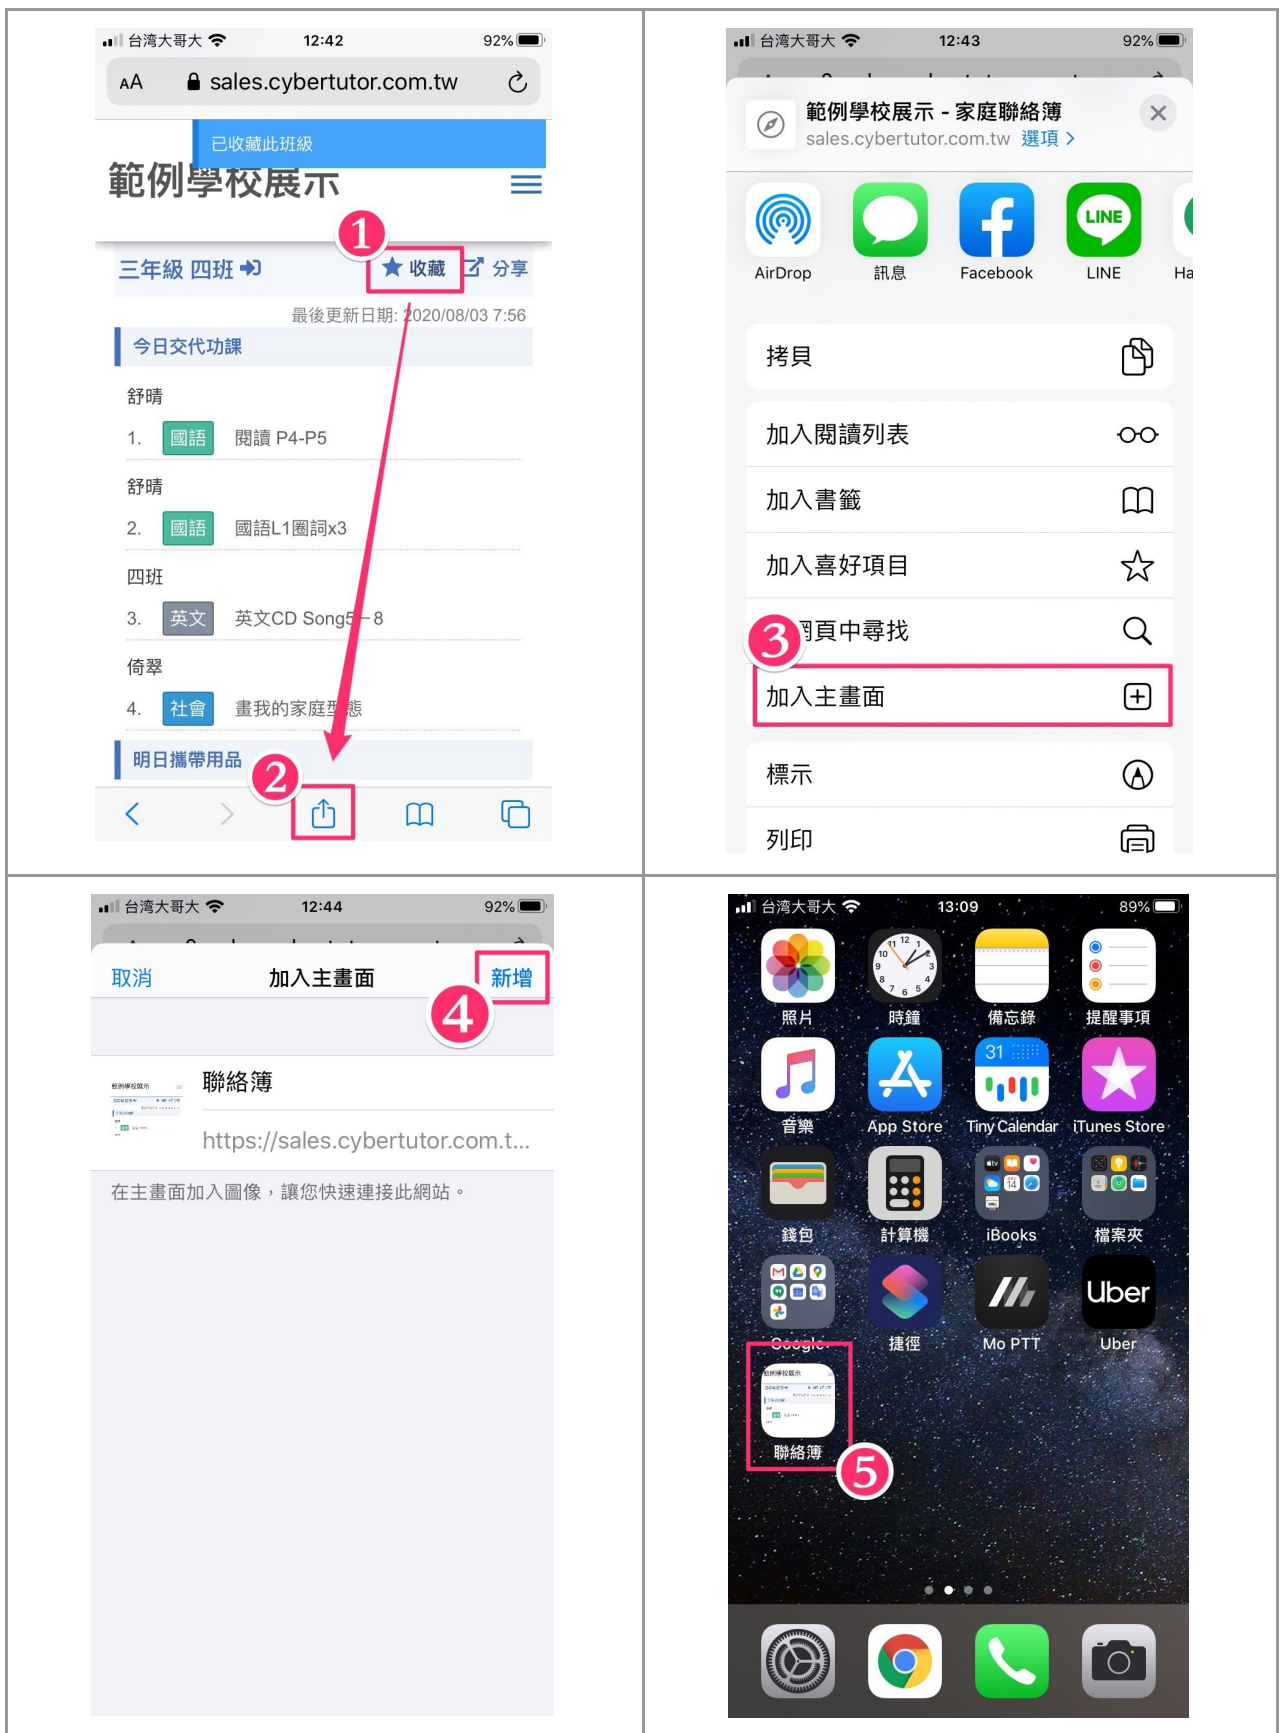 台湾大哥大 12:42 92%
AA sales.cybertutor.com.tw
已收藏此班級
範例學校展示
1
三年級 四班 收藏 分享
最後更新日期: 2020/08/03 7:56
今日交代功課
舒晴
1. 國語 閱讀 P4-P5
舒晴
2. 國語 國語L1圈詞x3
四班
3. 英文 英文CD Song5－8
倚翠
4. 社會 畫我的家庭型態
明日攜帶用品
2
台湾大哥大 12:43 92%
範例學校展示 - 家庭聯絡簿
sales.cybertutor.com.tw 選項 >
LINE
AirDrop 訊息 Facebook LINE Ha
拷貝
加入閱讀列表
加入書籤
加入喜好項目
網頁中尋找
3
加入主畫面
標示
列印
台湾大哥大 12:44 92%
取消 加入主畫面 新增
4
範例學校展示
聯絡簿
https://sales.cybertutor.com.t...
在主畫面加入圖像，讓您快速連接此網站。
台湾大哥大 13:09 89%
照片 時鐘 備忘錄 提醒事項
31
音樂 App Store Tiny Calendar iTunes Store
錢包 計算機 iBooks 檔案夾
Uber
Google 捷徑 Mo PTT Uber
範例學校展示
聯絡簿
5